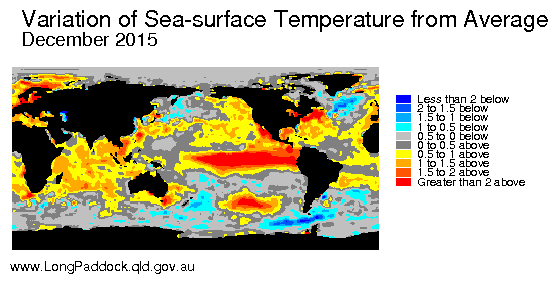 Variation of Sea-surface Temperature from Average
December 2015
Less than 2 below
2 to 1.5 below
1.5 to 1 below
1 to 0.5 below
0.5 to 0 below
0 to 0.5 above
0.5 to 1 above
1 to 1.5 above
1.5 to 2 above
Greater than 2 above
www.LongPaddock.qld.gov.au